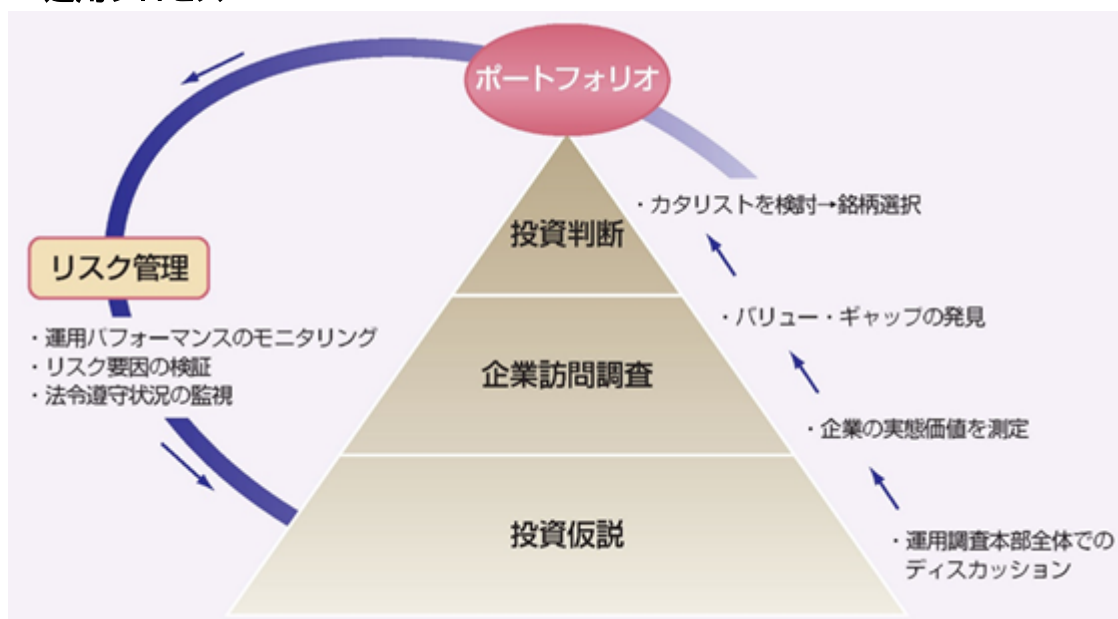 ポートフォリオ
・カタリストを検討→銘柄選択
投資判断
リスク管理
・バリュー・ギャップの発見
・運用パフォーマンスのモニタリング
・リスク要因の検証
・法令遵守状況の監視
企業訪問調査
・企業の実態価値を測定
投資仮説
・運用調査本部全体での
ディスカッション